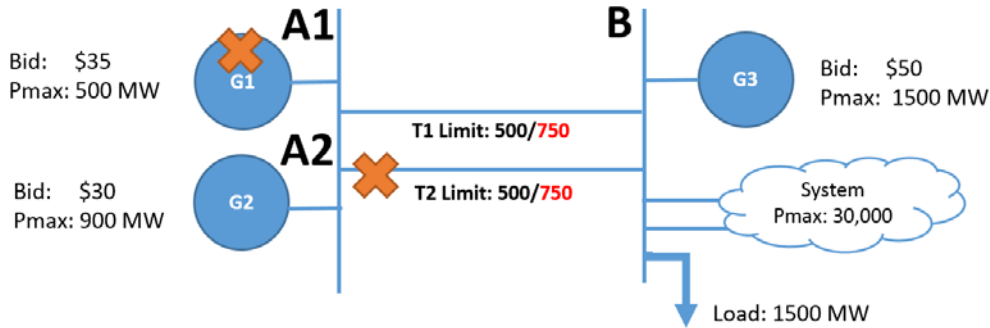 A1
B
Bid: $35
Pmax: 500 MW
G1
G3
Bid: $50
Pmax: 1500 MW
T1 Limit: 500/750
A2
T2 Limit: 500/750
Bid: $30
Pmax: 900 MW
G2
System
Pmax: 30,000
Load: 1500 MW